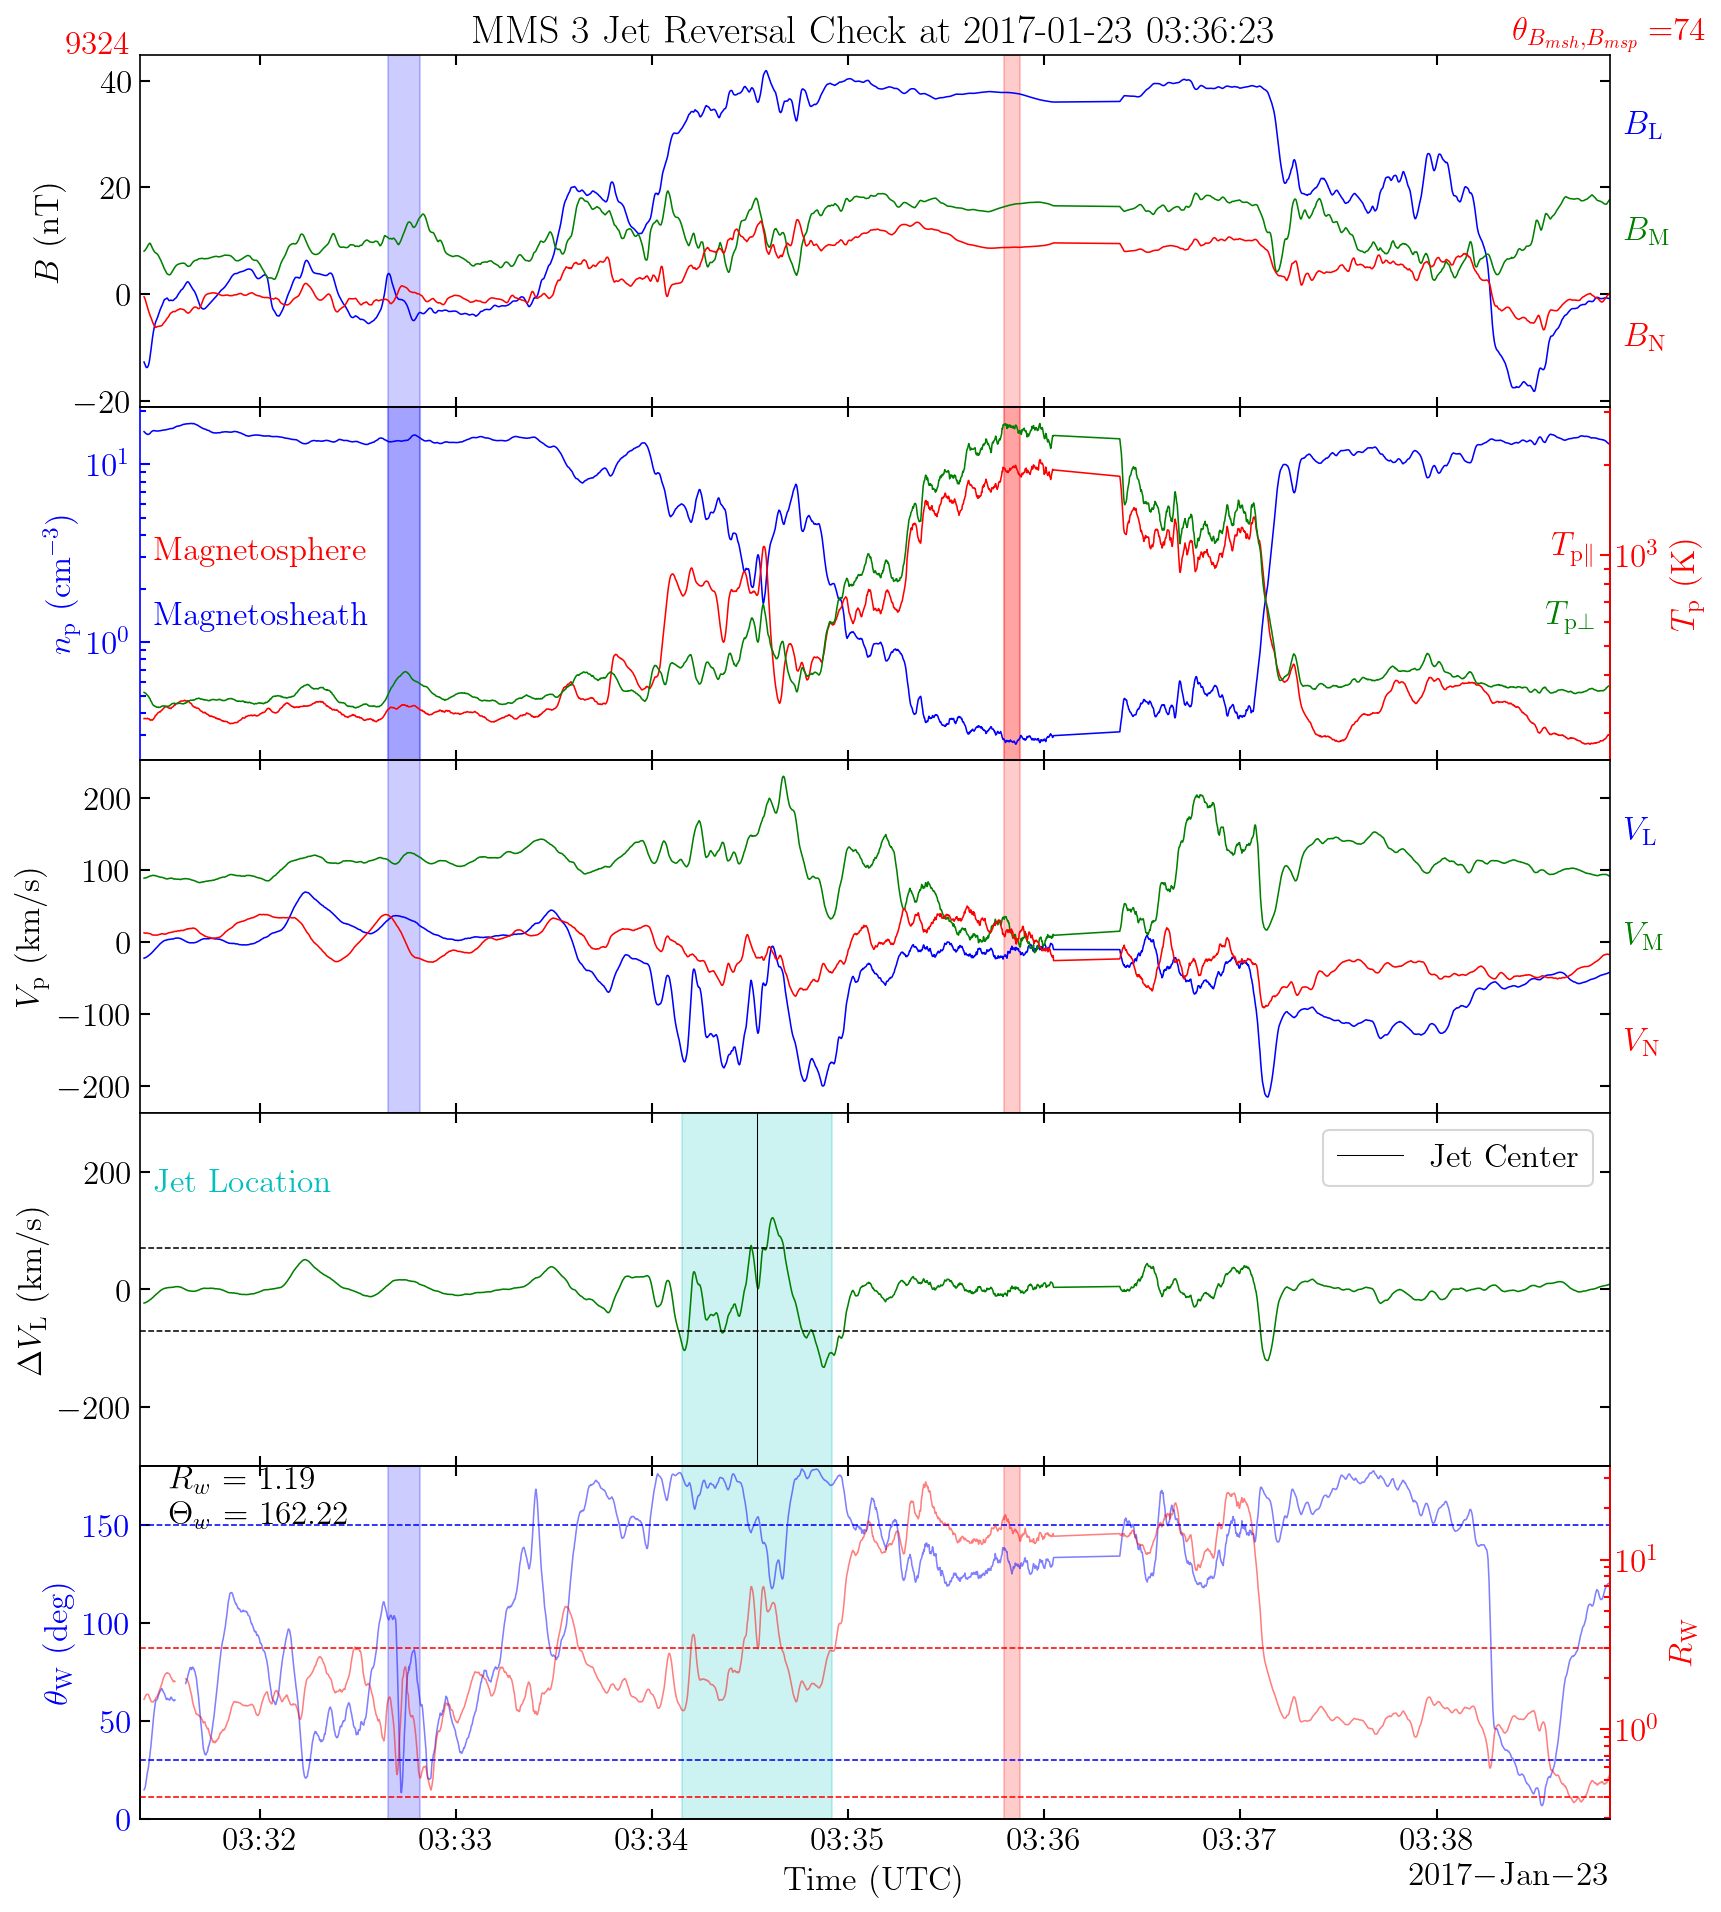 MMS 3 Jet Reversal Check at 2017-01-23 03:36:23
9324
θ_{B_{msh},B_{msp}} =74
40
20
0
−20
B (nT)
B_L
B_M
B_N
10^1
10^0
n_p (cm^{−3})
Magnetosphere
Magnetosheath
T_{p∥}
T_{p⊥}
10^3
T_p (K)
200
100
0
−100
−200
V_p (km/s)
V_L
V_M
V_N
200
0
−200
ΔV_L (km/s)
Jet Location
Jet Center
R_w = 1.19
Θ_w = 162.22
150
100
50
0
θ_W (deg)
10^1
10^0
R_W
03:32 03:33 03:34 03:35 03:36 03:37 03:38
Time (UTC)
2017−Jan−23